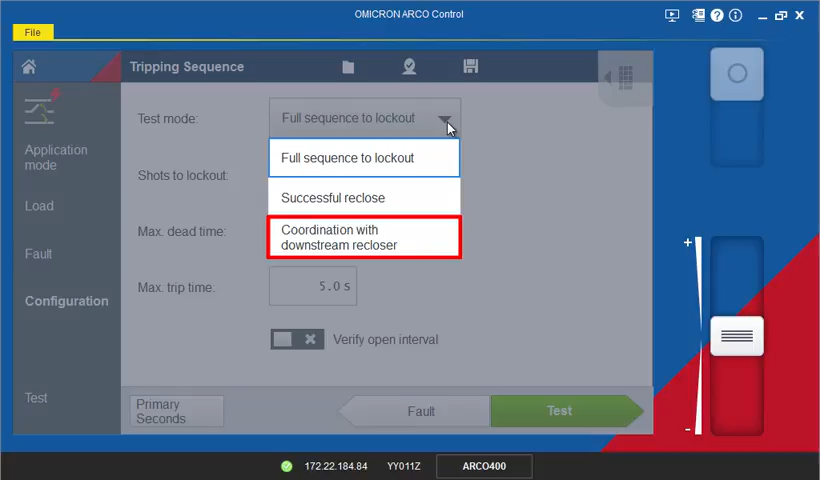 OMICRON ARCO Control
File
Tripping Sequence
Test mode:
Full sequence to lockout
Full sequence to lockout
Successful reclose
Coordination with
downstream recloser
Shots to lockout:
Max. dead time:
Max. trip time.
5.0 s
Verify open interval
Application
mode
Load
Fault
Configuration
Test
Primary
Seconds
Fault
Test
+
-
172.22.184.84
YY011Z
ARCO400